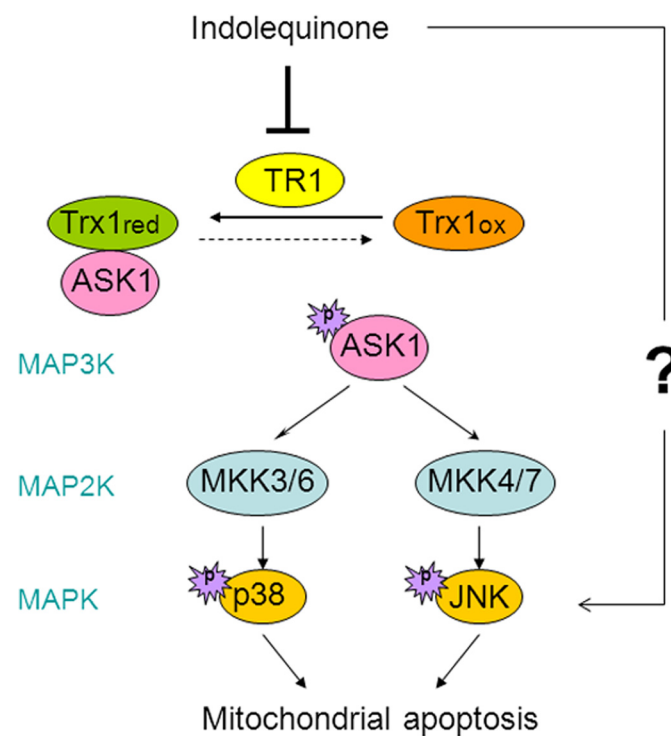 Indolequinone
TR1
Trx1red
Trx1ox
ASK1
p
ASK1
MAP3K
?
MAP2K
MKK3/6
MKK4/7
MAPK
p
p38
p
JNK
Mitochondrial apoptosis